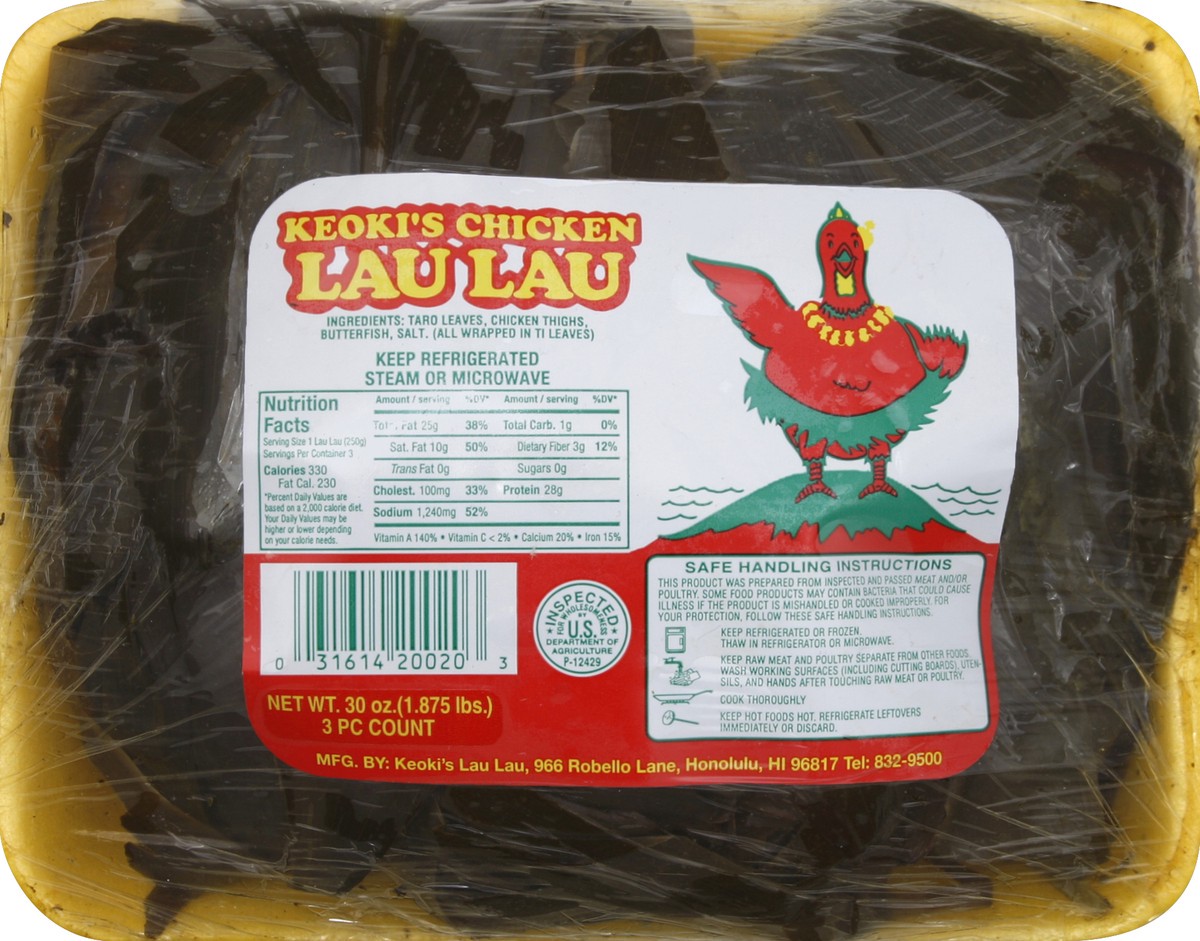 KEOKI'S CHICKEN
LAU LAU
INGREDIENTS: TARO LEAVES, CHICKEN THIGHS,
BUTTERFISH, SALT. (ALL WRAPPED IN TI LEAVES)
KEEP REFRIGERATED
STEAM OR MICROWAVE
Nutrition
Facts
Serving Size 1 Lau Lau (250g)
Servings Per Container 3
Calories 330
Fat Cal. 230
*Percent Daily Values are
based on a 2,000 calorie diet.
Your Daily Values may be
higher or lower depending
on your calorie needs.
Amount / serving %DV* Amount / serving %DV*
Total Fat 25g 38% Total Carb. 1g 0%
Sat. Fat 10g 50% Dietary Fiber 3g 12%
Trans Fat 0g Sugars 0g
Cholest. 100mg 33% Protein 28g
Sodium 1,240mg 52%
Vitamin A 140% • Vitamin C < 2% • Calcium 20% • Iron 15%
0 31614 20020 3
INSPECTED
FOR WHOLESOMENESS
BY
U.S.
DEPARTMENT OF
AGRICULTURE
P-12429
NET WT. 30 oz.(1.875 lbs.)
3 PC COUNT
SAFE HANDLING INSTRUCTIONS
THIS PRODUCT WAS PREPARED FROM INSPECTED AND PASSED MEAT AND/OR
POULTRY. SOME FOOD PRODUCTS MAY CONTAIN BACTERIA THAT COULD CAUSE
ILLNESS IF THE PRODUCT IS MISHANDLED OR COOKED IMPROPERLY. FOR
YOUR PROTECTION, FOLLOW THESE SAFE HANDLING INSTRUCTIONS.
KEEP REFRIGERATED OR FROZEN.
THAW IN REFRIGERATOR OR MICROWAVE.
KEEP RAW MEAT AND POULTRY SEPARATE FROM OTHER FOODS.
WASH WORKING SURFACES (INCLUDING CUTTING BOARDS), UTEN-
SILS, AND HANDS AFTER TOUCHING RAW MEAT OR POULTRY.
COOK THOROUGHLY
KEEP HOT FOODS HOT. REFRIGERATE LEFTOVERS
IMMEDIATELY OR DISCARD.
MFG. BY: Keoki's Lau Lau, 966 Robello Lane, Honolulu, HI 96817 Tel: 832-9500